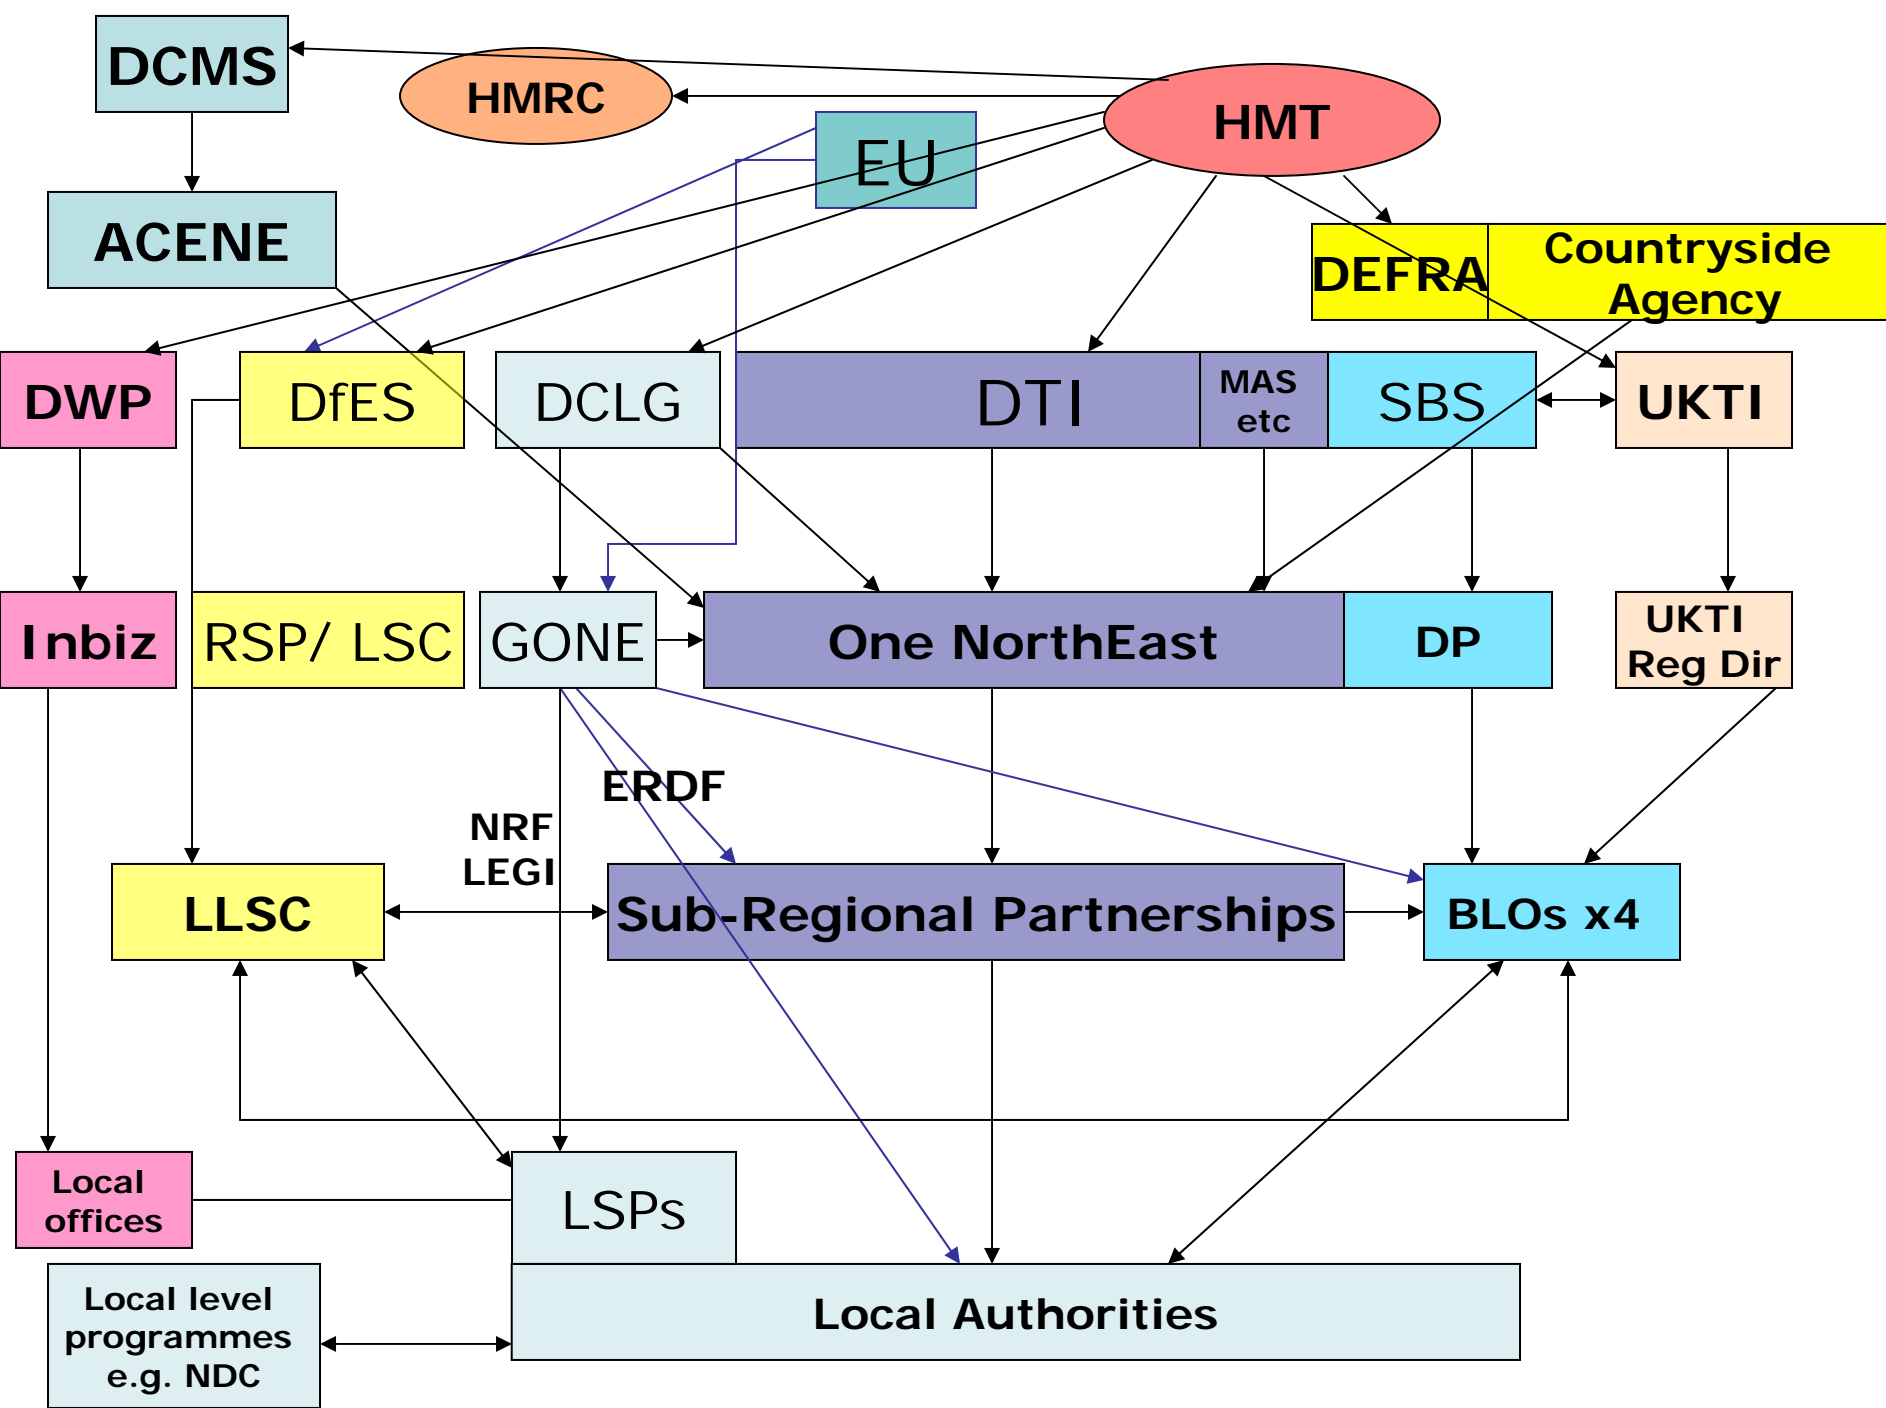 DCMS
HMRC
HMT
EU
ACENE
DEFRA
Countryside
Agency
DWP
DfES
DCLG
DTI
MAS
etc
SBS
UKTI
Inbiz
RSP/ LSC
GONE
One NorthEast
DP
UKTI
Reg Dir
ERDF
NRF
LEGI
LLSC
Sub-Regional Partnerships
BLOs x4
Local
offices
LSPs
Local level
programmes
e.g. NDC
Local Authorities